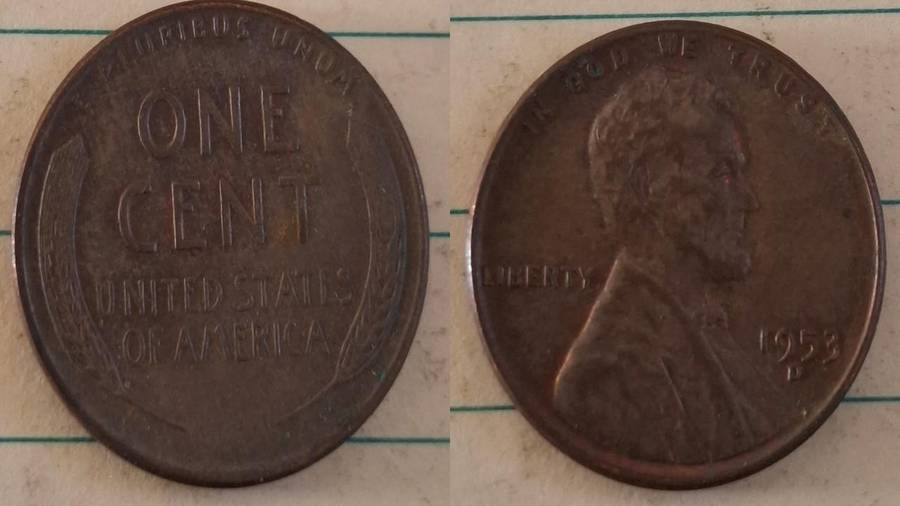 PLURIBUS UNUM
ONE
CENT
UNITED STATES
OF AMERICA
IN GOD WE TRUST
LIBERTY
1953
D